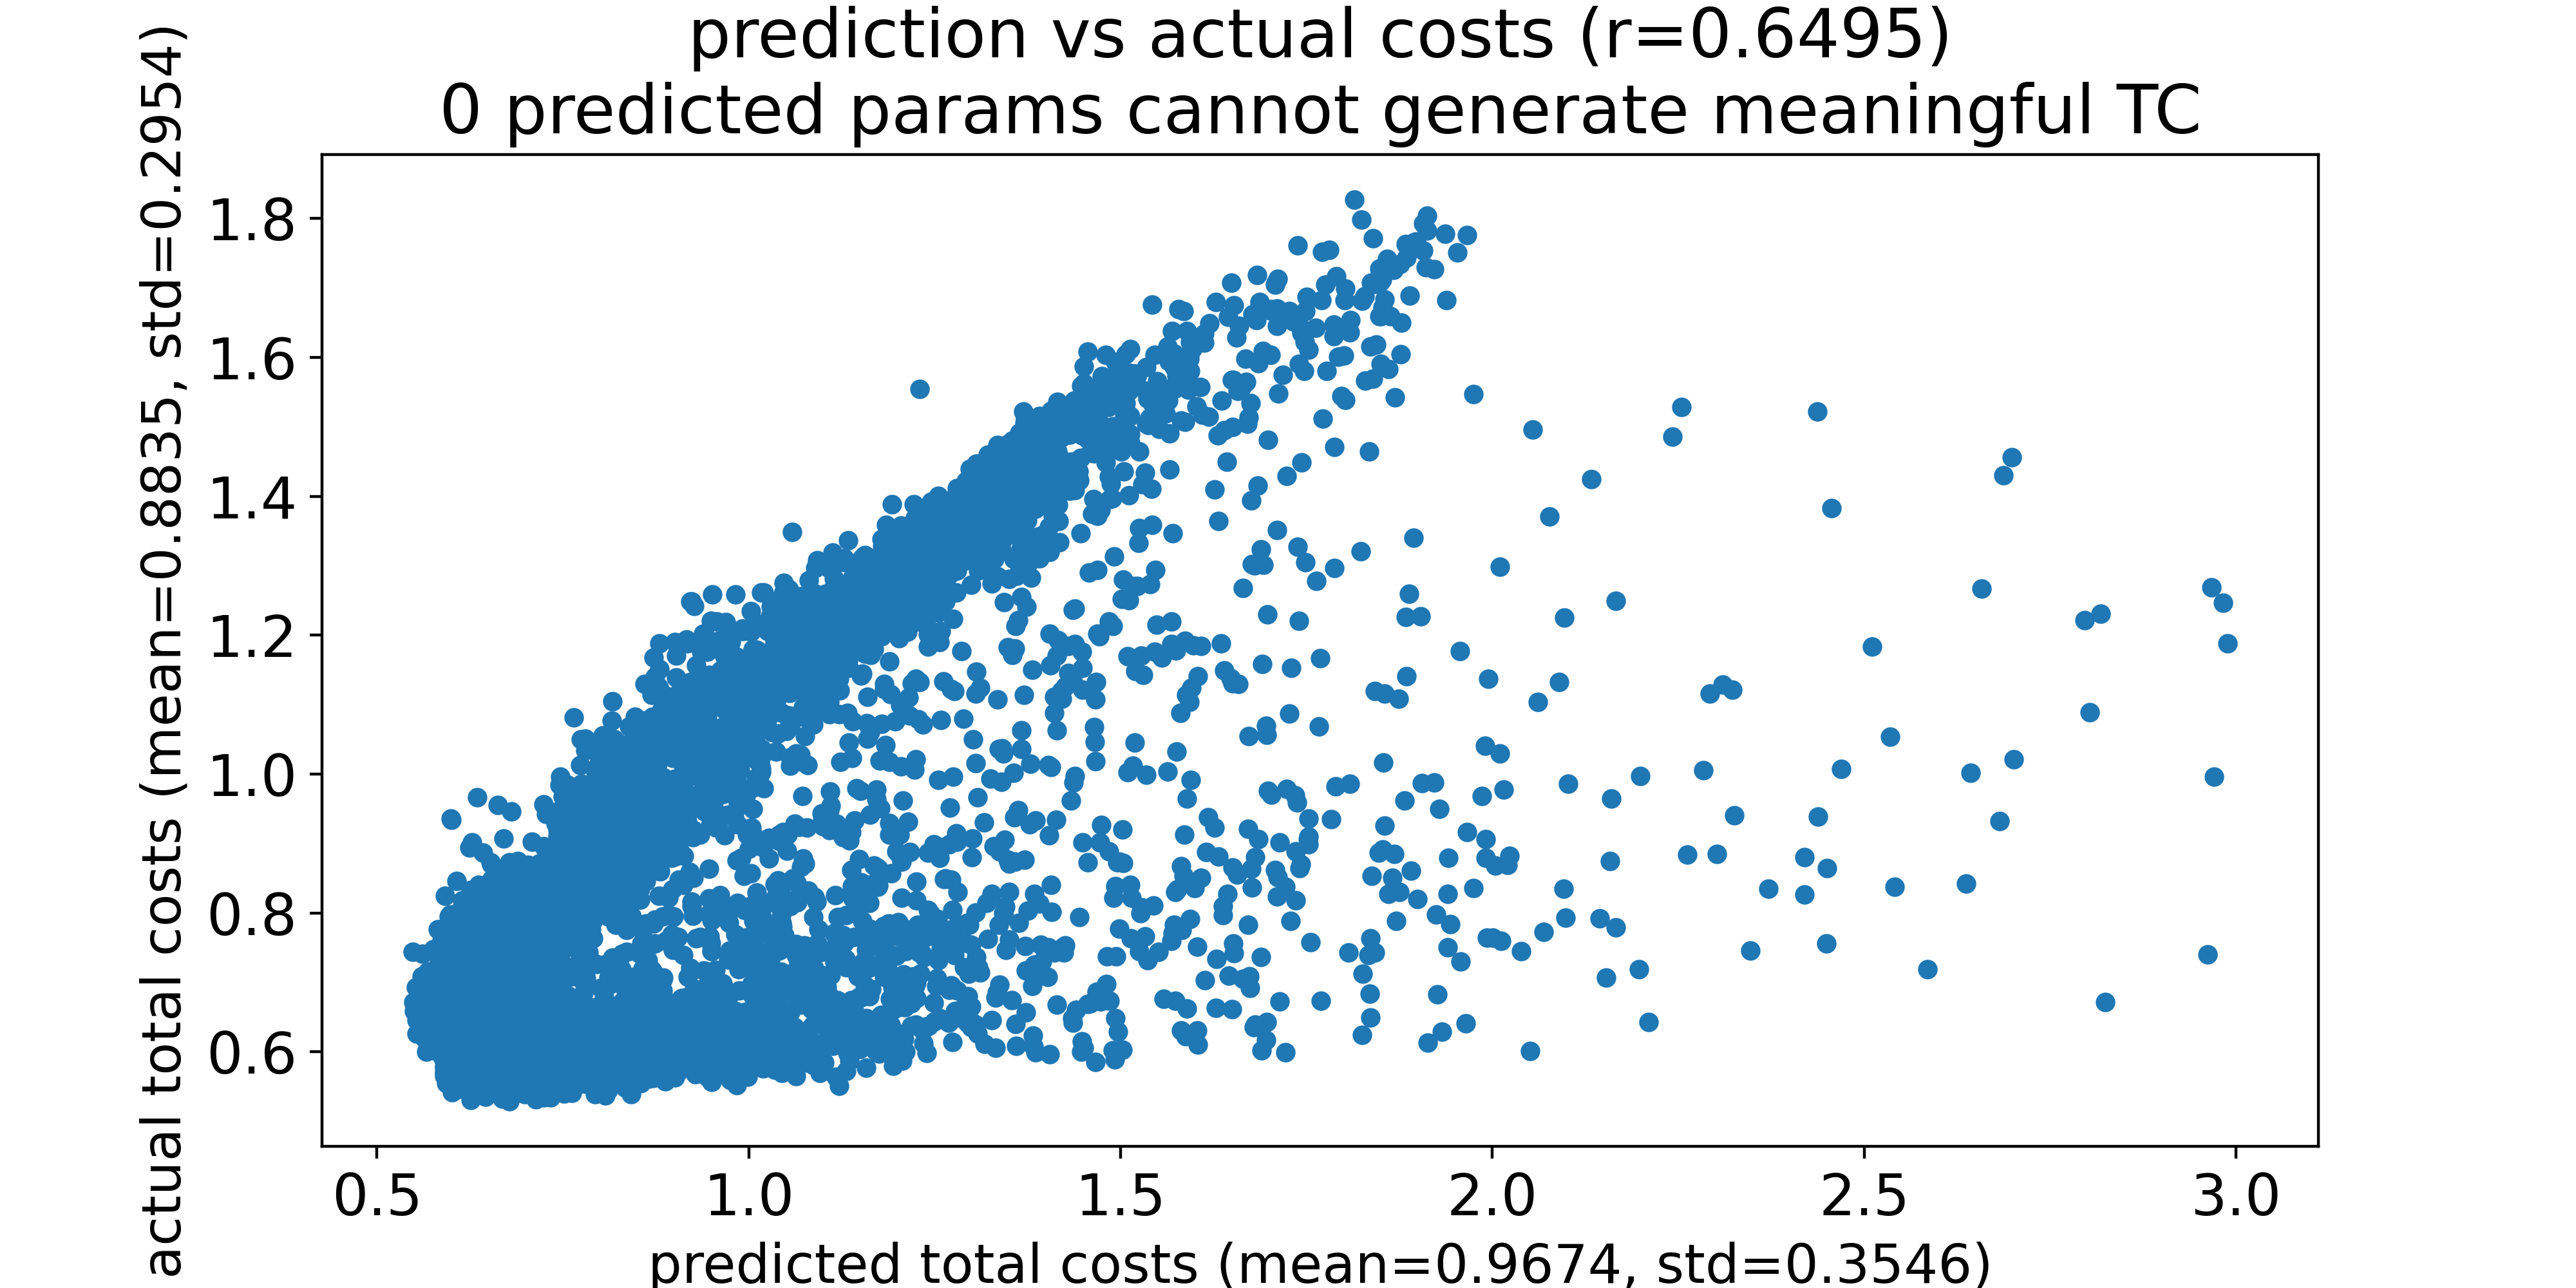 prediction vs actual costs (r=0.6495)
0 predicted params cannot generate meaningful TC
actual total costs (mean=0.8835, std=0.2954)
1.8
1.6
1.4
1.2
1.0
0.8
0.6
0.5 1.0 1.5 2.0 2.5 3.0
predicted total costs (mean=0.9674, std=0.3546)